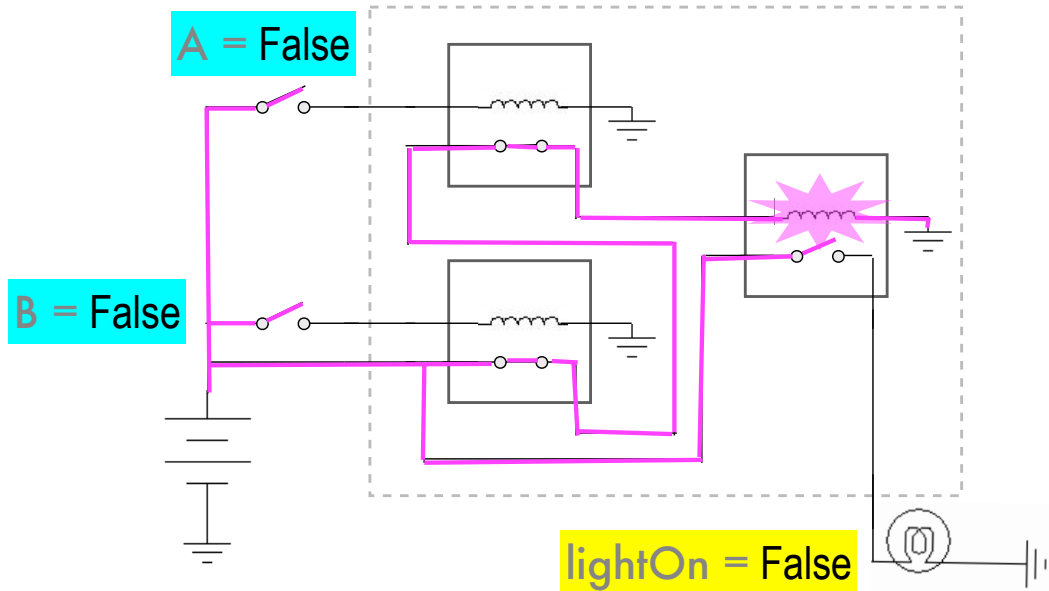 A = False
B = False
lightOn = False